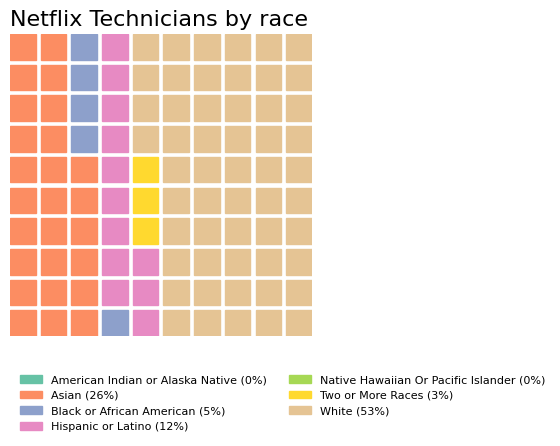 Netflix Technicians by race
American Indian or Alaska Native (0%)
Asian (26%)
Black or African American (5%)
Hispanic or Latino (12%)
Native Hawaiian Or Pacific Islander (0%)
Two or More Races (3%)
White (53%)